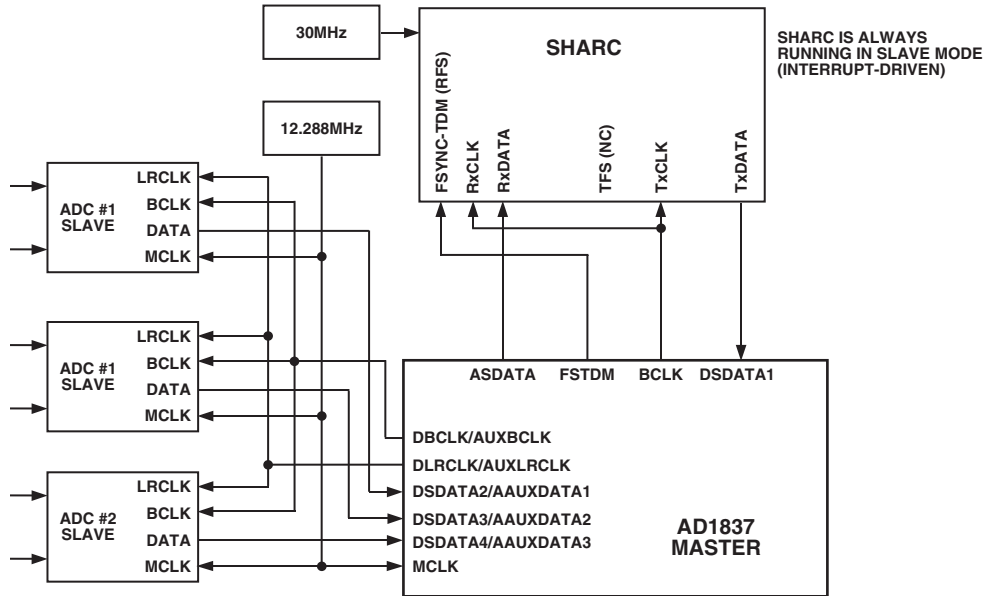 30MHz
SHARC
SHARC IS ALWAYS
RUNNING IN SLAVE MODE
(INTERRUPT-DRIVEN)
FSYNC-TDM (RFS)
RxCLK
RxDATA
TFS (NC)
TxCLK
TxDATA
12.288MHz
ADC #1
SLAVE
LRCLK
BCLK
DATA
MCLK
ADC #1
SLAVE
LRCLK
BCLK
DATA
MCLK
ADC #2
SLAVE
LRCLK
BCLK
DATA
MCLK
ASDATA
FSTDM
BCLK
DSDATA1
DBCLK/AUXBCLK
DLRCLK/AUXLRCLK
DSDATA2/AAUXDATA1
DSDATA3/AAUXDATA2
DSDATA4/AAUXDATA3
MCLK
AD1837
MASTER